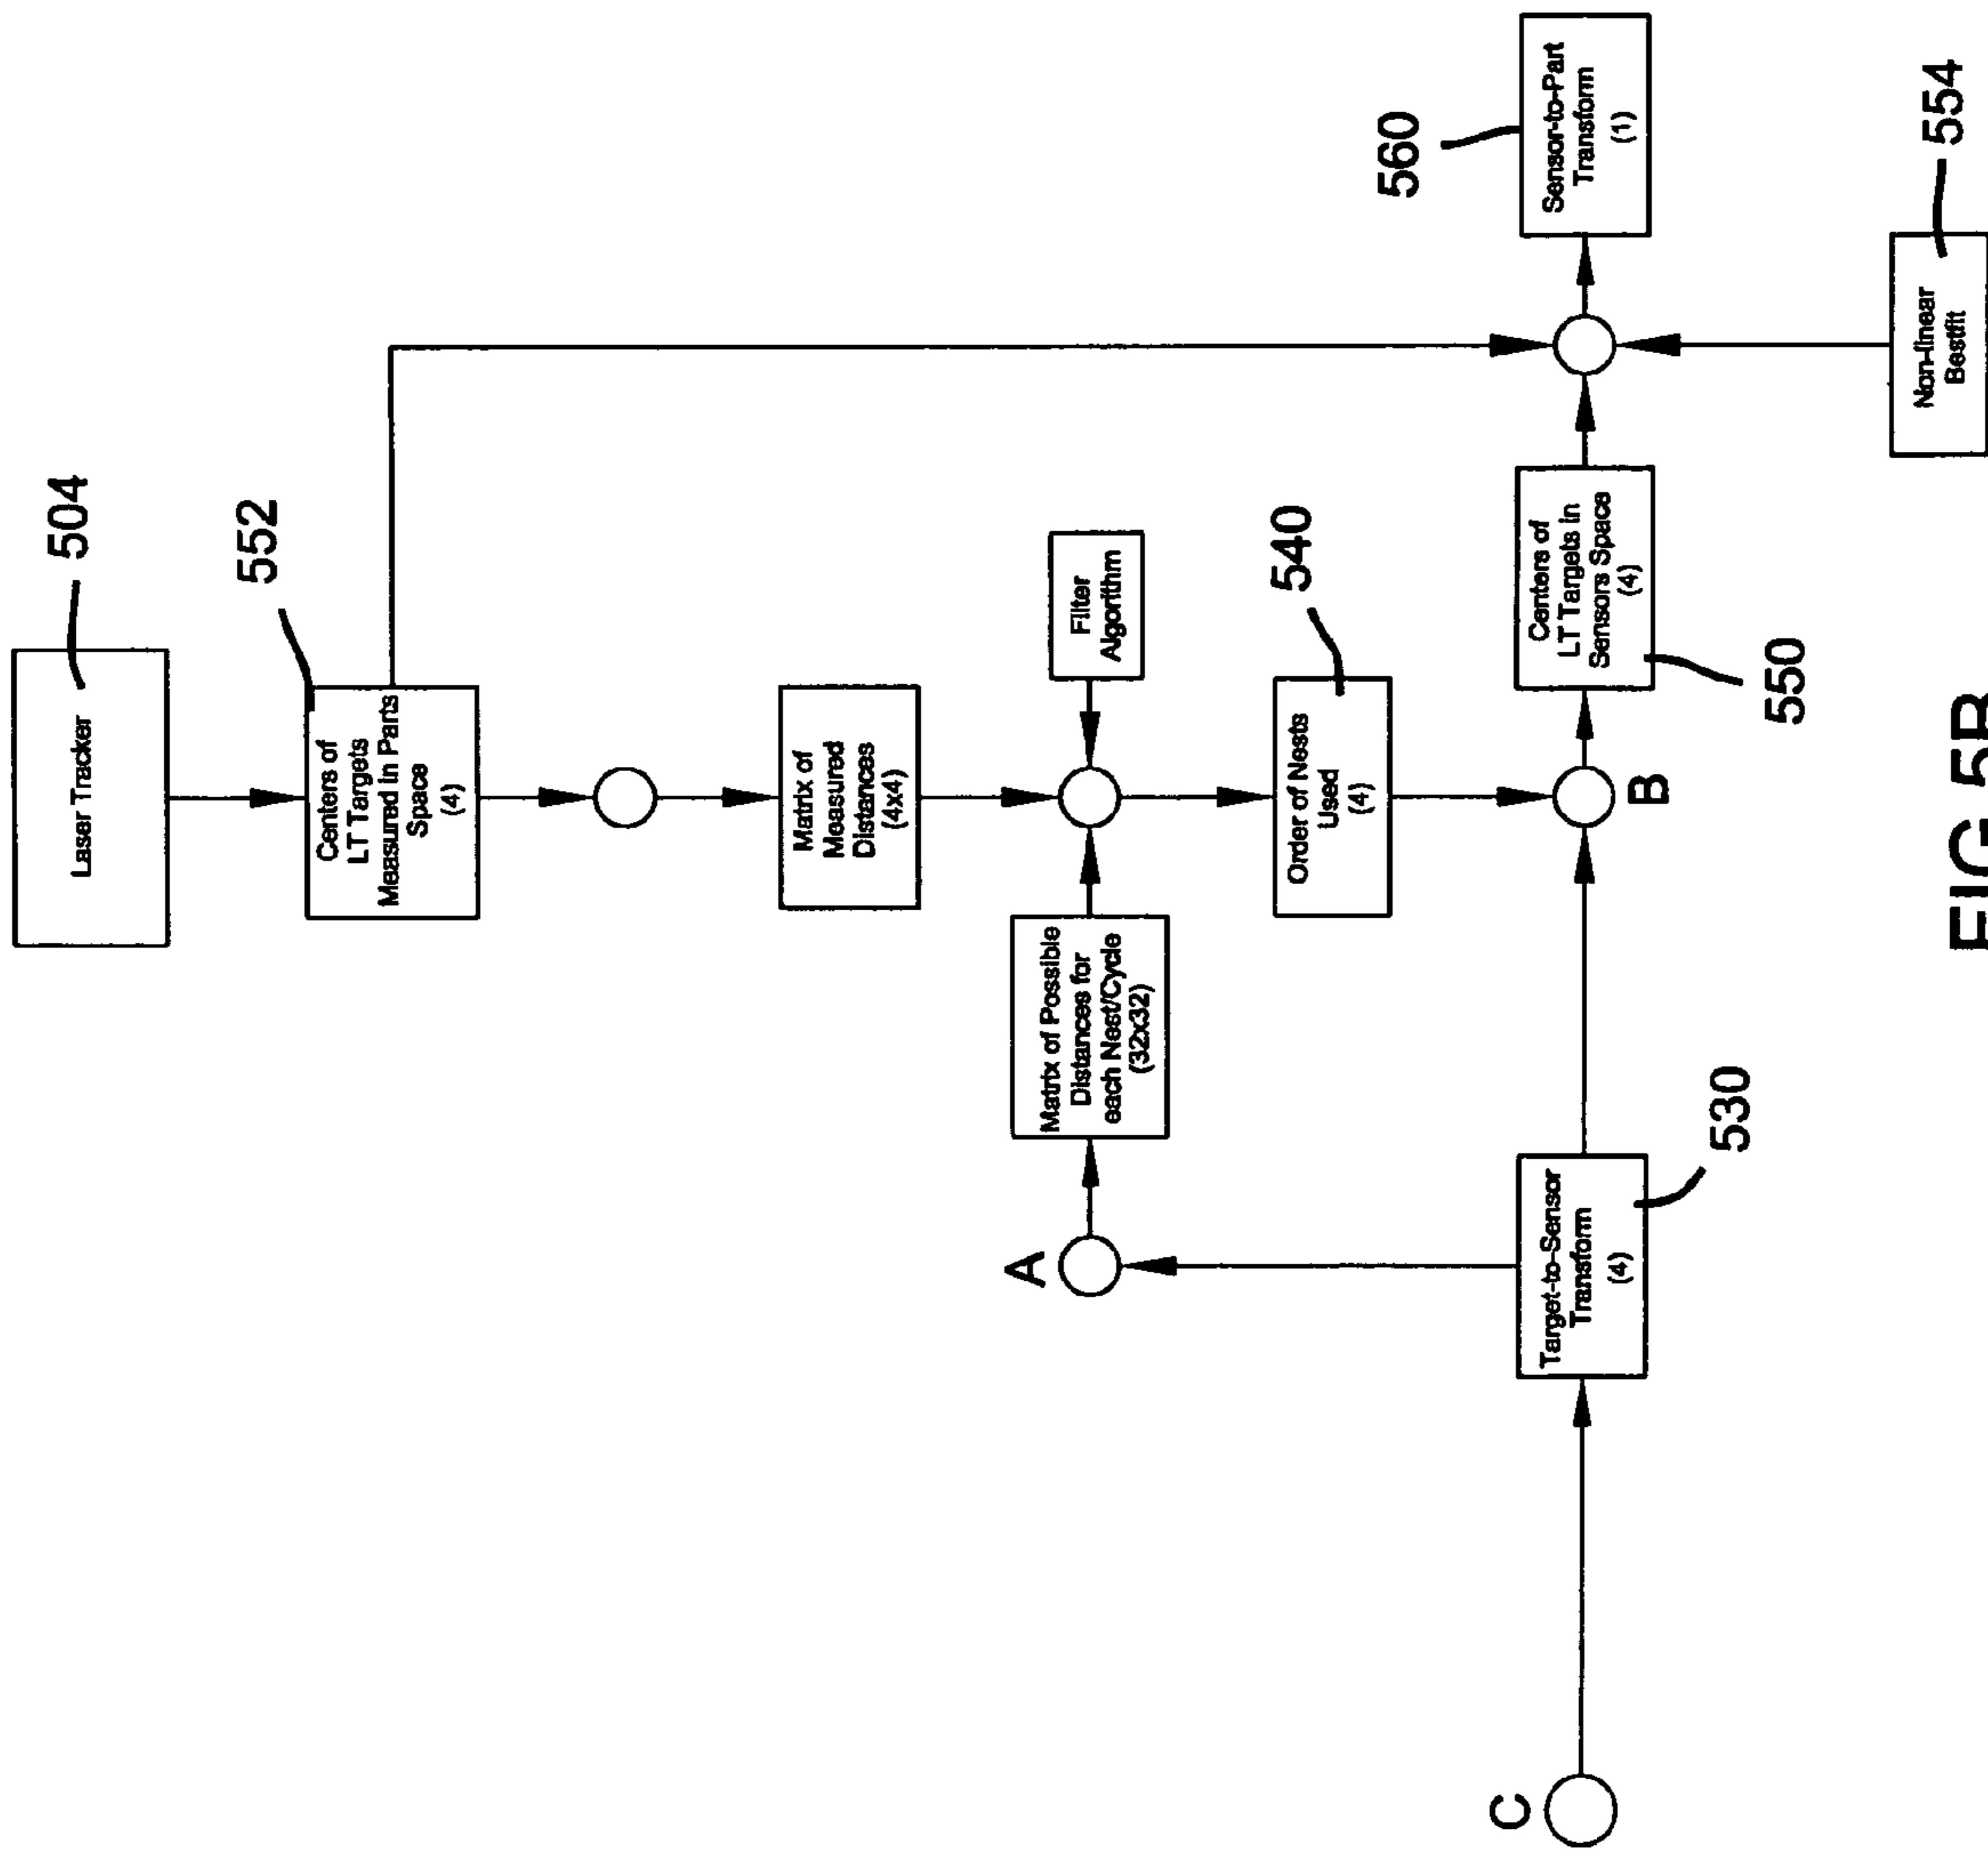 504
Laser Tracker
552
Centers of
LT Targets
Measured in Parts
Space
(4)
Matrix of
Measured
Distances
(4x4)
Filter
Algorithm
A
Matrix of Possible
Distances for
each Nest/Cycle
(32x32)
540
Order of Nests
Used
(4)
C
Target-to-Sensor
Transform
(4)
530
B
Centers of
LT Targets in
Sensors Space
(4)
550
560
Sensor-to-Part
Transform
(1)
Non-linear
Bestfit
554
FIG 5B